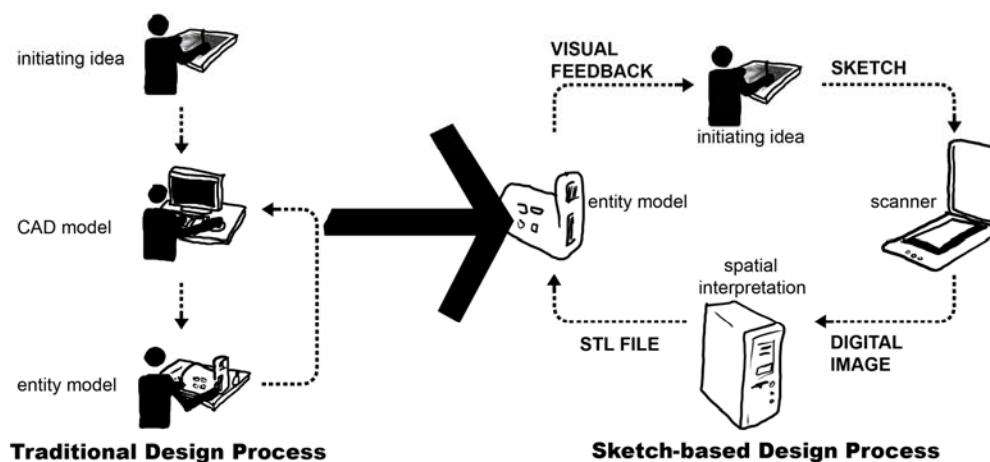 initiating idea
CAD model
entity model
Traditional Design Process
VISUAL
FEEDBACK
initiating idea
SKETCH
entity model
scanner
spatial
interpretation
STL FILE
DIGITAL
IMAGE
Sketch-based Design Process